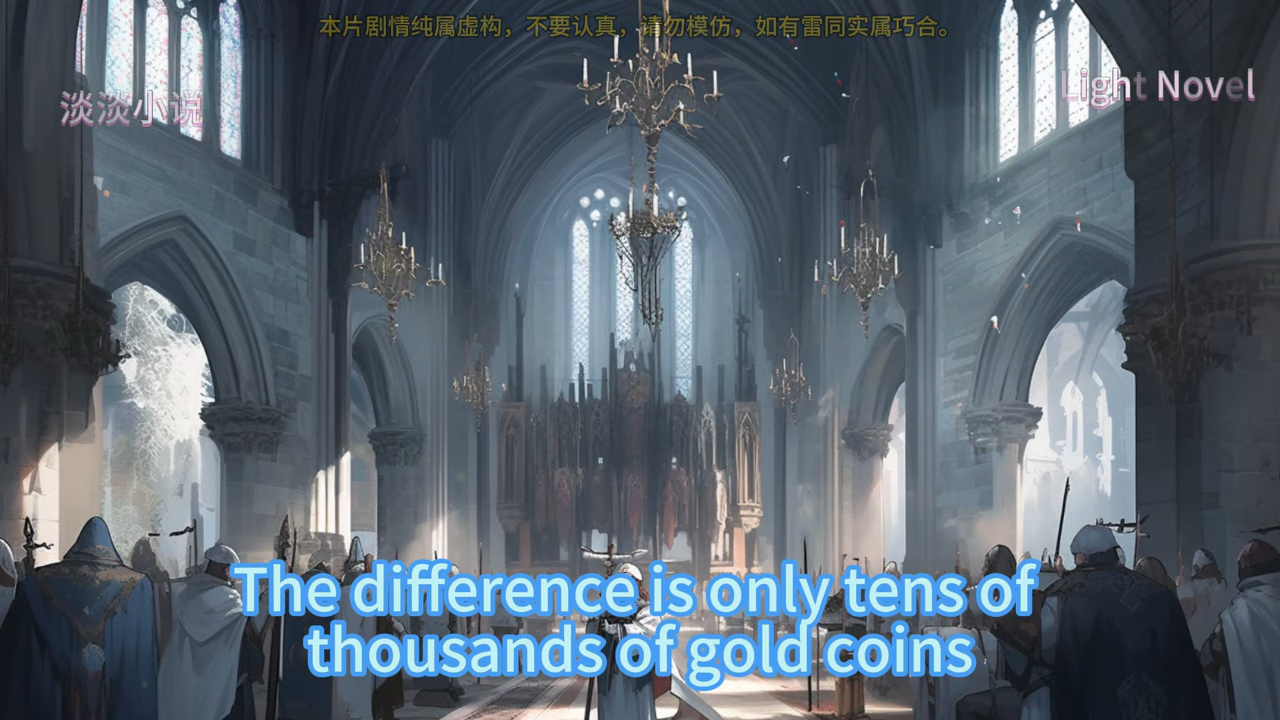 本片剧情纯属虚构，不要认真，请勿模仿，如有雷同实属巧合。
Light Novel
淡淡小说
The difference is only tens of
thousands of gold coins